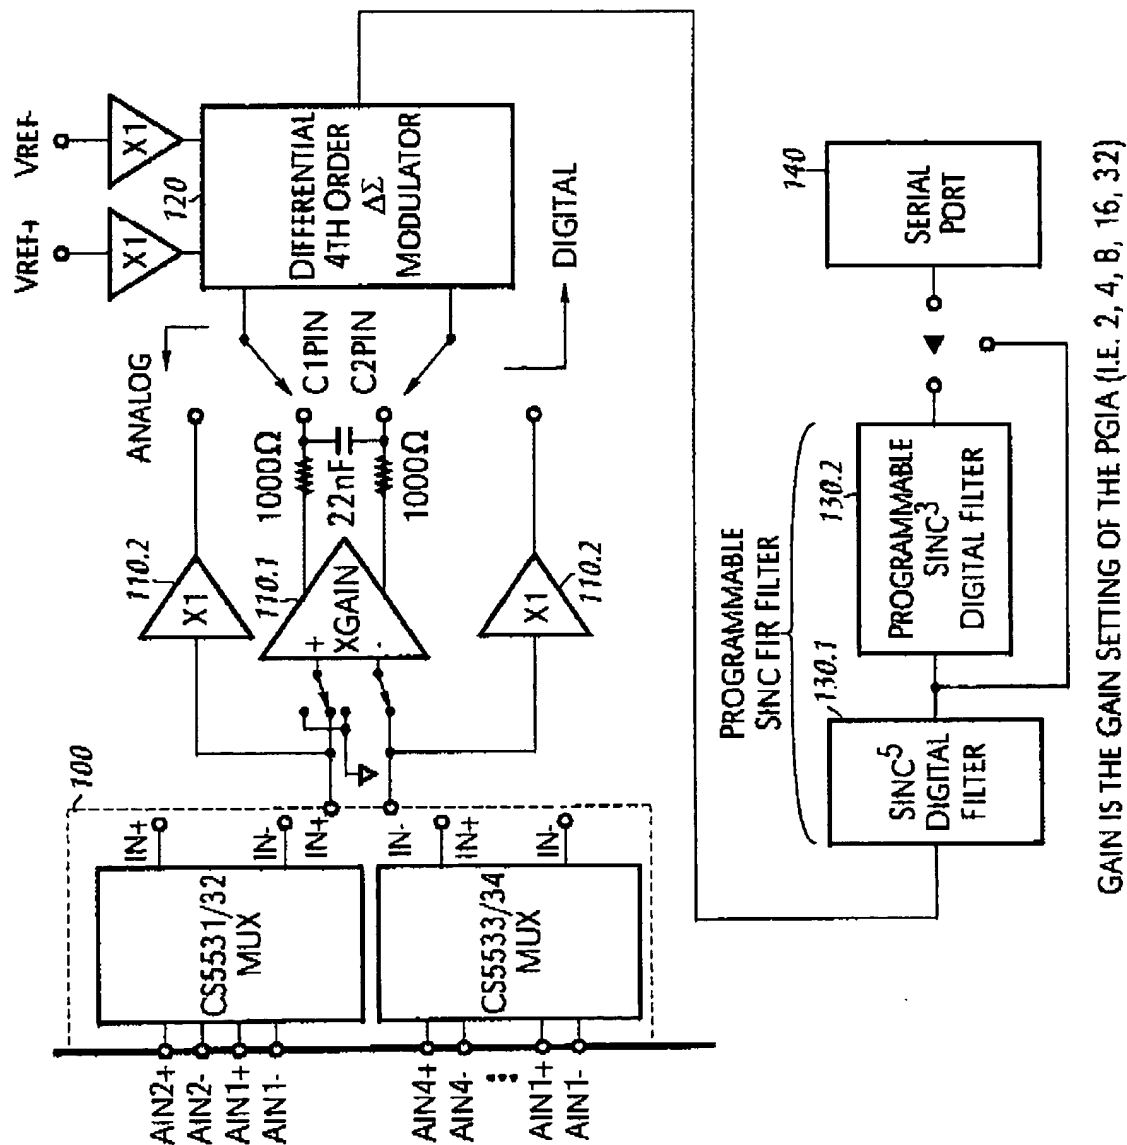 VREF+
VREF-
X1
X1
120
DIFFERENTIAL
4TH ORDER
ΔΣ
MODULATOR
ANALOG
DIGITAL
100
AIN2+
AIN2-
AIN1+
AIN1-
CS5531/32
MUX
IN+
IN-
IN+
AIN4+
AIN4-
AIN1+
AIN1-
CS5533/34
MUX
IN-
IN+
IN-
110.2
X1
110.1
+
XGAIN
-
110.2
X1
1000Ω
C1PIN
22nF
C2PIN
1000Ω
PROGRAMMABLE
SINC FIR FILTER
130.1
SINC⁵
DIGITAL
FILTER
130.2
PROGRAMMABLE
SINC³
DIGITAL FILTER
140
SERIAL
PORT
GAIN IS THE GAIN SETTING OF THE PGIA (I.E. 2, 4, 8, 16, 32)